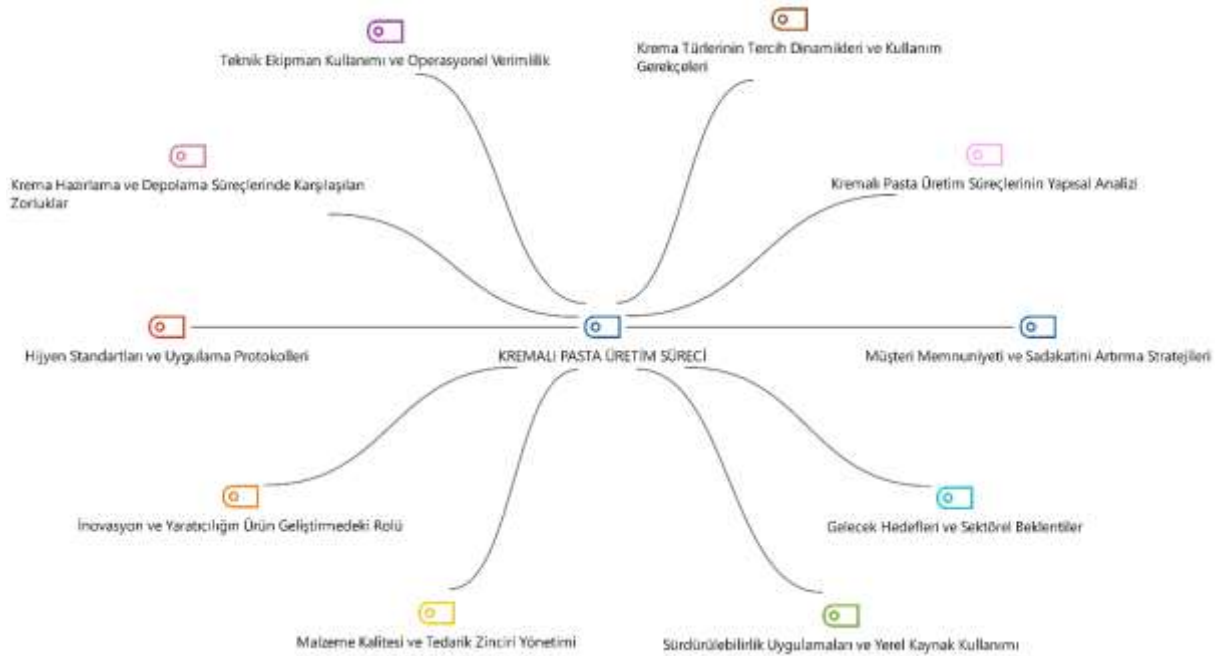 Teknik Ekipman Kullanımı ve Operasyonel Verimlilik
Krema Türlerinin Tercih Dinamikleri ve Kullanım
Gerekçeleri
Krema Hazırlama ve Depolama Süreçlerinde Karşılaşılan
Zorluklar
Kremalı Pasta Üretim Süreçlerinin Yapısal Analizi
Hijyen Standartları ve Uygulama Protokolleri
KREMALI PASTA ÜRETİM SÜRECİ
Müşteri Memnuniyeti ve Sadakatini Artırma Stratejileri
İnovasyon ve Yaratıcılığın Ürün Geliştirmedeki Rolü
Gelecek Hedefleri ve Sektörel Beklentiler
Malzeme Kalitesi ve Tedarik Zinciri Yönetimi
Sürdürülebilirlik Uygulamaları ve Yerel Kaynak Kullanımı